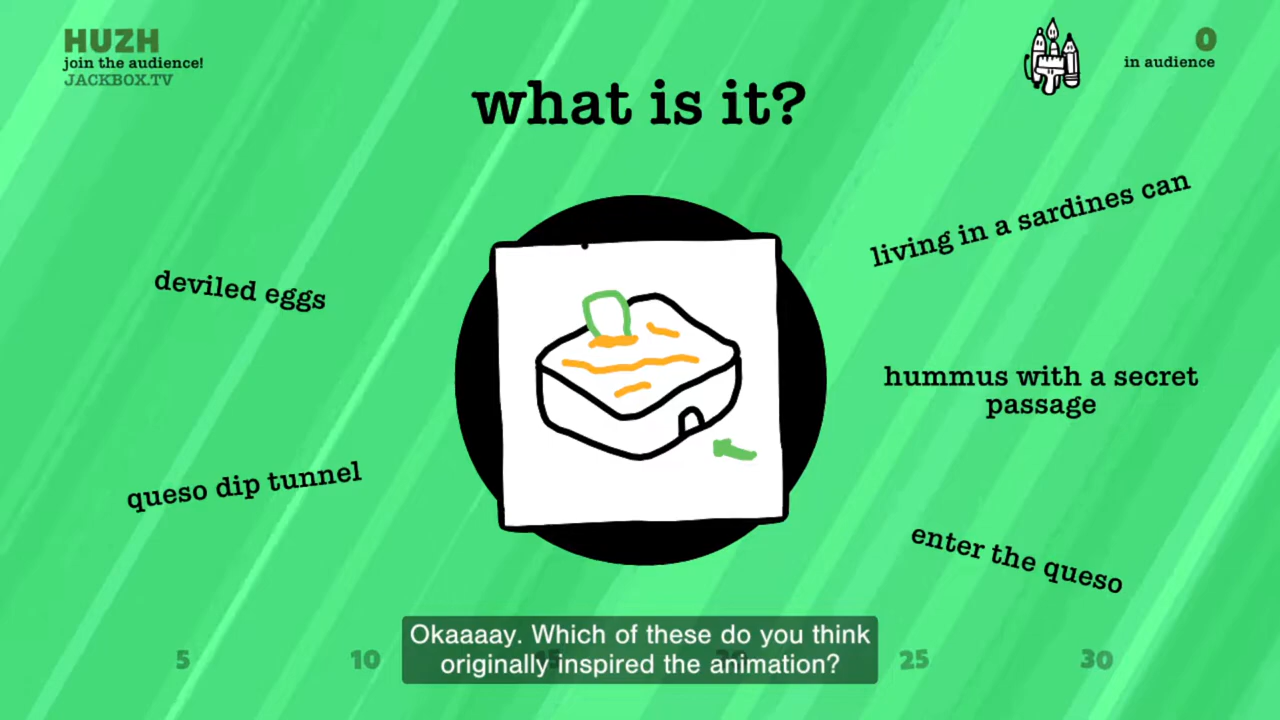 HUZH
join the audience!
JACKBOX.TV
0
in audience
what is it?
living in a sardines can
deviled eggs
hummus with a secret
passage
queso dip tunnel
enter the queso
Okaaaay. Which of these do you think
originally inspired the animation?
5 10 25 30